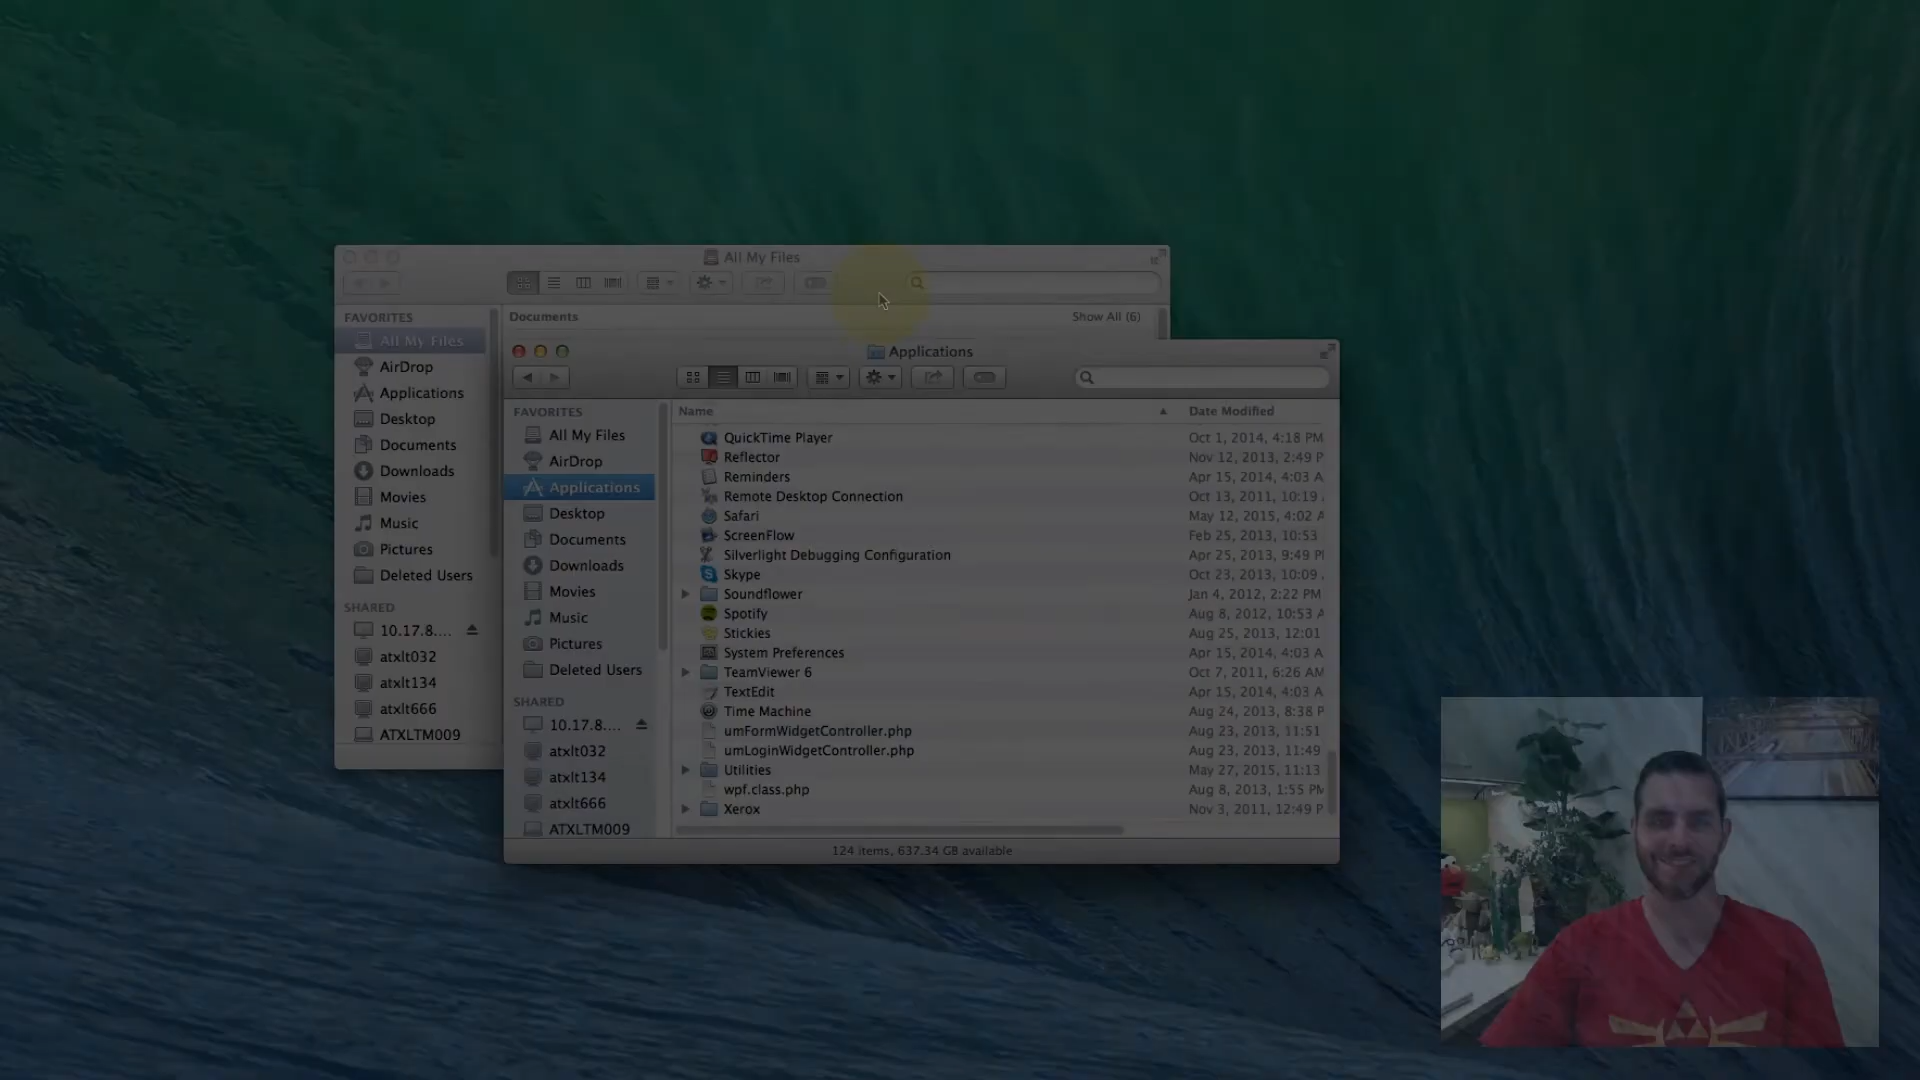 All My Files
FAVORITES
Documents
Show All (6)
All My Files
AirDrop
Applications
Desktop
Documents
Downloads
Movies
Music
Pictures
Deleted Users
SHARED
10.17.8....
atxlt032
atxlt134
atxlt666
ATXLTM009
Applications
FAVORITES
All My Files
AirDrop
Applications
Desktop
Documents
Downloads
Movies
Music
Pictures
Deleted Users
SHARED
10.17.8....
atxlt032
atxlt134
atxlt666
ATXLTM009
Name Date Modified
QuickTime Player Oct 1, 2014, 4:18 PM
Reflector Nov 12, 2013, 2:49 P
Reminders Apr 15, 2014, 4:03 A
Remote Desktop Connection Oct 13, 2011, 10:19
Safari May 12, 2015, 4:02 A
ScreenFlow Feb 25, 2013, 10:53
Silverlight Debugging Configuration Apr 25, 2013, 9:49 P
Skype Oct 23, 2013, 10:09
Soundflower Jan 4, 2012, 2:22 PM
Spotify Aug 8, 2012, 10:53 A
Stickies Aug 25, 2013, 12:01
System Preferences Apr 15, 2014, 4:03 A
TeamViewer 6 Oct 7, 2011, 6:26 AM
TextEdit Apr 15, 2014, 4:03 A
Time Machine Aug 24, 2013, 8:38 P
umFormWidgetController.php Aug 23, 2013, 11:51
umLoginWidgetController.php Aug 23, 2013, 11:49
Utilities May 27, 2015, 11:13
wpf.class.php Aug 8, 2013, 1:55 PM
Xerox Nov 3, 2011, 12:49 P
124 items, 637.34 GB available